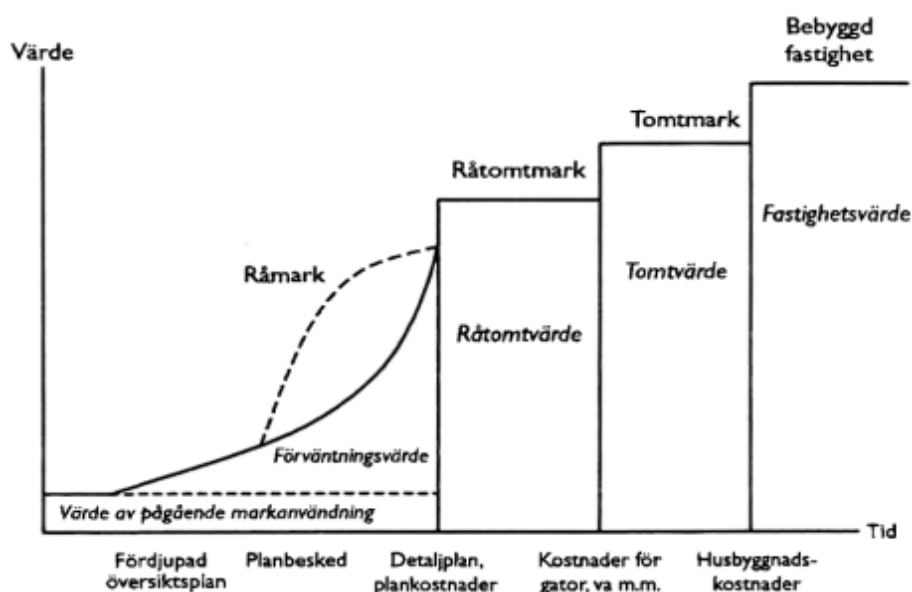 Värde
Bebyggd
fastighet
Tomtmark
Råtomtmark
Fastighetsvärde
Råmark
Tomtvärde
Råtomtvärde
Förväntningsvärde
Värde av pågående markanvändning
Tid
Fördjupad
översiktsplan
Planbesked
Detaljplan,
plankostnader
Kostnader för
gator, va m.m.
Husbyggnads-
kostnader